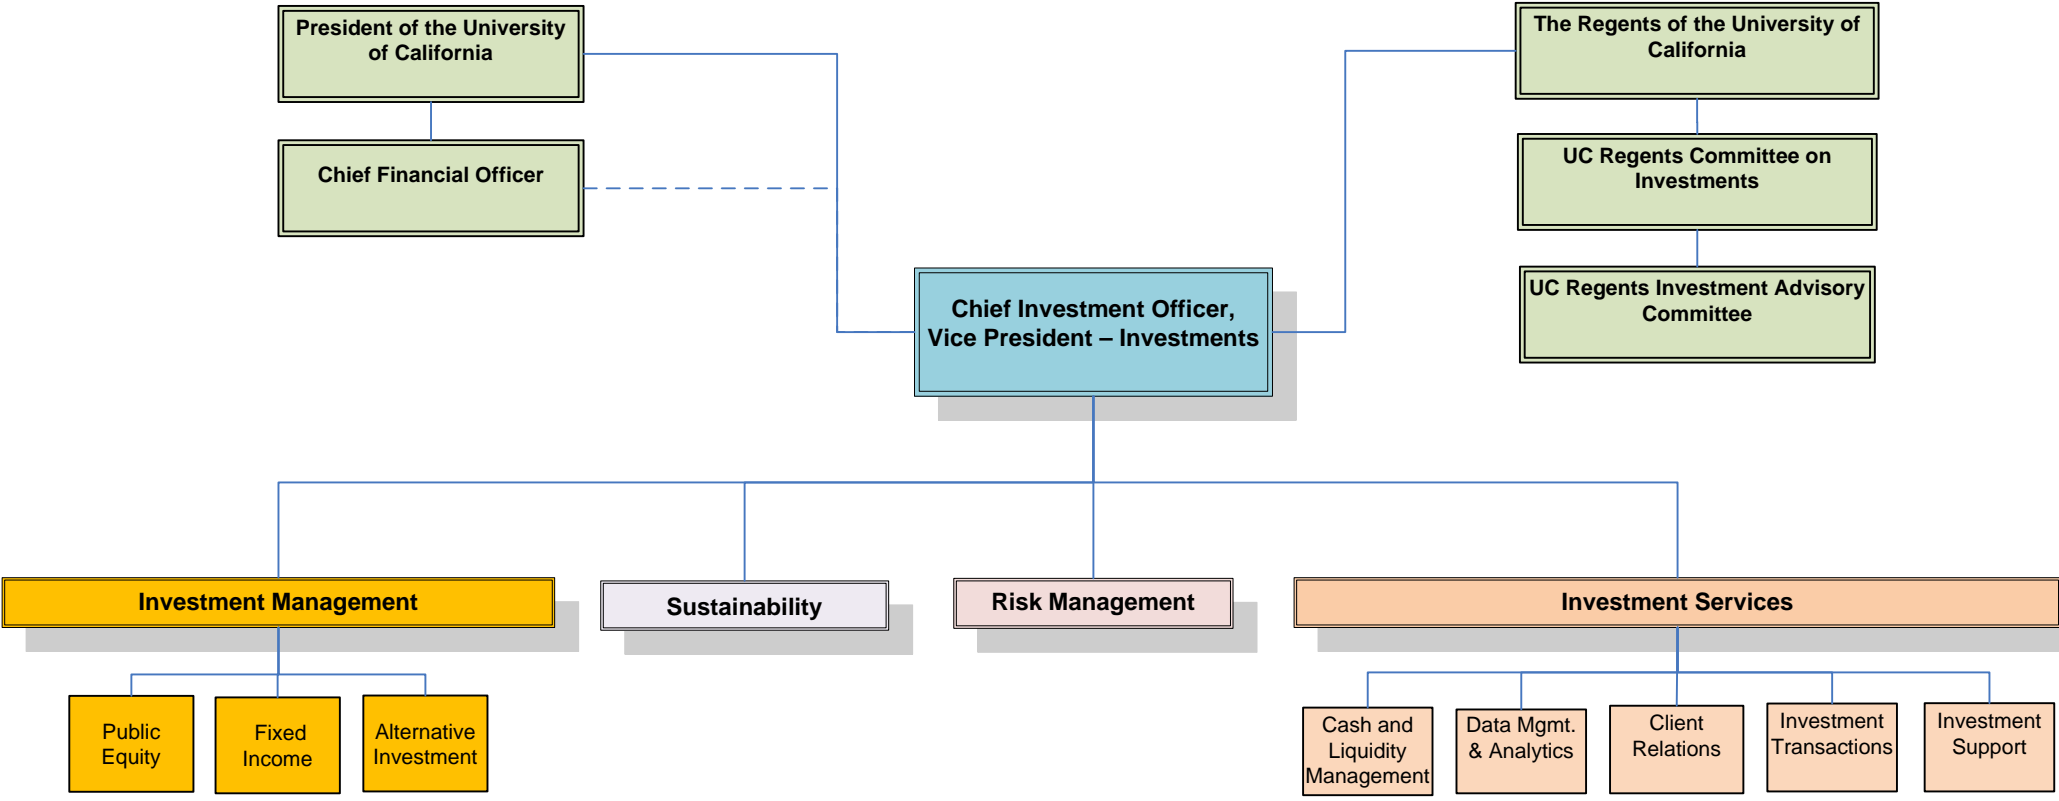 President of the University
of California
The Regents of the University of
California
Chief Financial Officer
UC Regents Committee on
Investments
UC Regents Investment Advisory
Committee
Chief Investment Officer,
Vice President – Investments
Investment Management
Sustainability
Risk Management
Investment Services
Public
Equity
Fixed
Income
Alternative
Investment
Cash and
Liquidity
Management
Data Mgmt.
& Analytics
Client
Relations
Investment
Transactions
Investment
Support